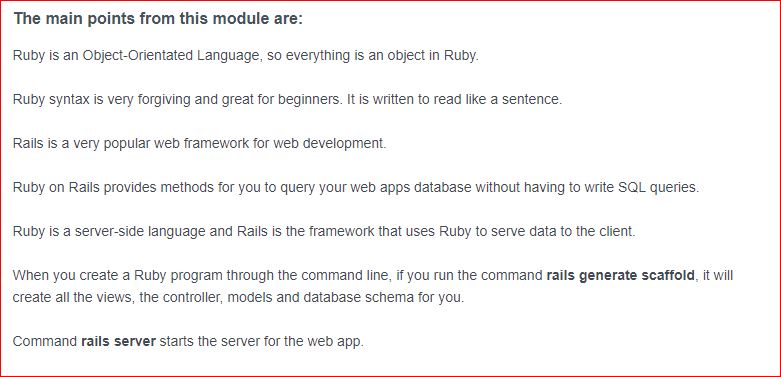 The main points from this module are:
Ruby is an Object-Orientated Language, so everything is an object in Ruby.
Ruby syntax is very forgiving and great for beginners. It is written to read like a sentence.
Rails is a very popular web framework for web development.
Ruby on Rails provides methods for you to query your web apps database without having to write SQL queries.
Ruby is a server-side language and Rails is the framework that uses Ruby to serve data to the client.
When you create a Ruby program through the command line, if you run the command rails generate scaffold, it will
create all the views, the controller, models and database schema for you.
Command rails server starts the server for the web app.